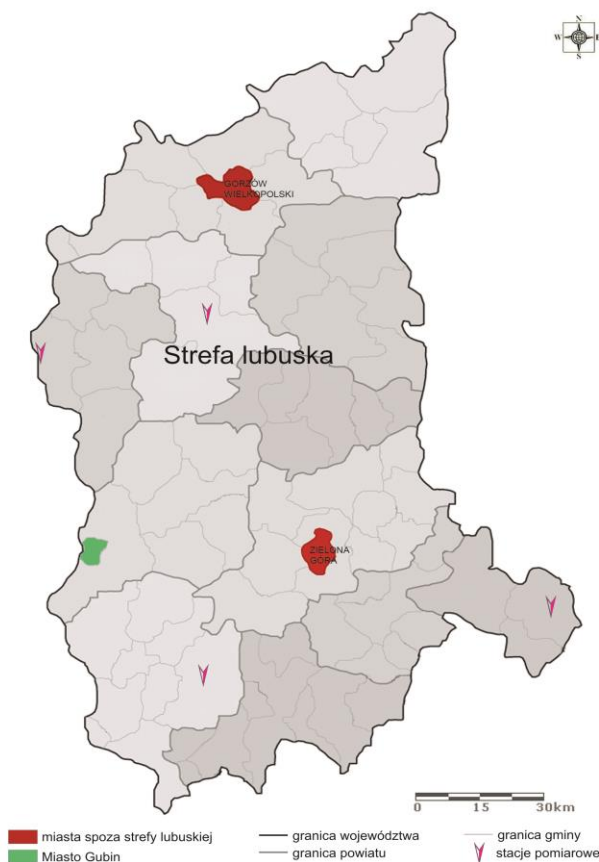 N
W E
S
GORZÓW
WIELKOPOLSKI
Strefa lubuska
ZIELONA
GÓRA
0 15 30km
miasta spoza strefy lubuskiej
granica województwa
granica gminy
Miasto Gubin
granica powiatu
stacje pomiarowe